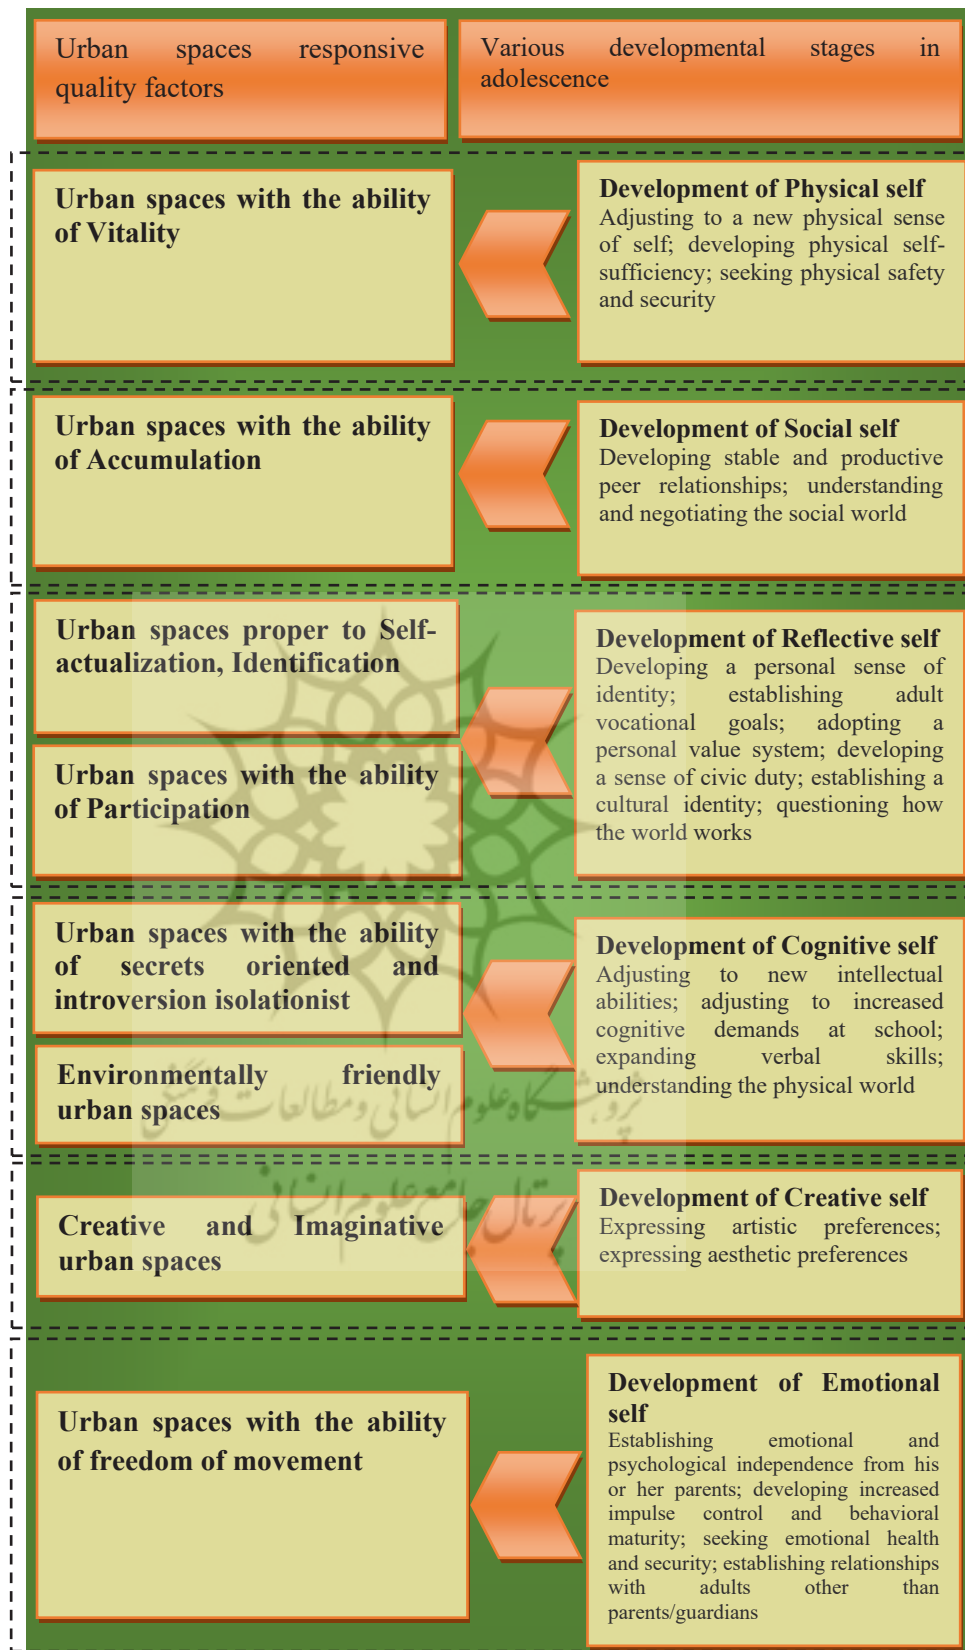 Urban spaces responsive
quality factors
Various developmental stages in
adolescence
Urban spaces with the ability
of Vitality
Development of Physical self
Adjusting to a new physical sense
of self; developing physical self-
sufficiency; seeking physical safety
and security
Urban spaces with the ability
of Accumulation
Development of Social self
Developing stable and productive
peer relationships; understanding
and negotiating the social world
Urban spaces proper to Self-
actualization, Identification
Urban spaces with the ability
of Participation
Development of Reflective self
Developing a personal sense of
identity; establishing adult
vocational goals; adopting a
personal value system; developing
a sense of civic duty; establishing a
cultural identity; questioning how
the world works
Urban spaces with the ability
of secrets oriented and
introversion isolationist
Environmentally friendly
urban spaces
Development of Cognitive self
Adjusting to new intellectual
abilities; adjusting to increased
cognitive demands at school;
expanding verbal skills;
understanding the physical world
پژوهشگاه علوم انسانی و مطالعات فرهنگی
پرتال جامع علوم انسانی
Creative and Imaginative
urban spaces
Development of Creative self
Expressing artistic preferences;
expressing aesthetic preferences
Urban spaces with the ability
of freedom of movement
Development of Emotional
self
Establishing emotional and
psychological independence from his
or her parents; developing increased
impulse control and behavioral
maturity; seeking emotional health
and security; establishing relationships
with adults other than
parents/guardians